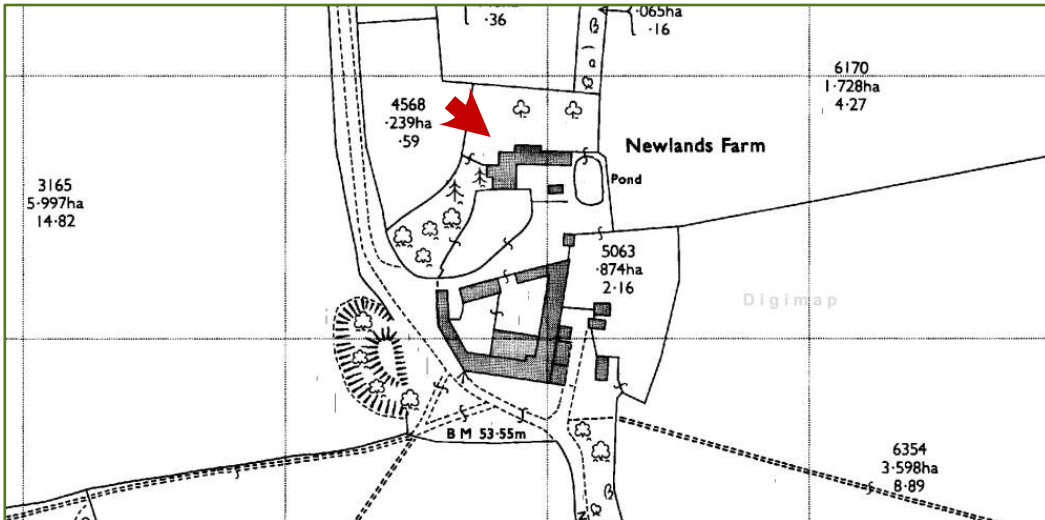 .36
.065ha
.16
6170
1.728ha
4.27
4568
.239ha
.59
Newlands Farm
Pond
3165
5.997ha
14.82
5063
.874ha
2.16
Digimap
B M 53.55m
6354
3.598ha
8.89